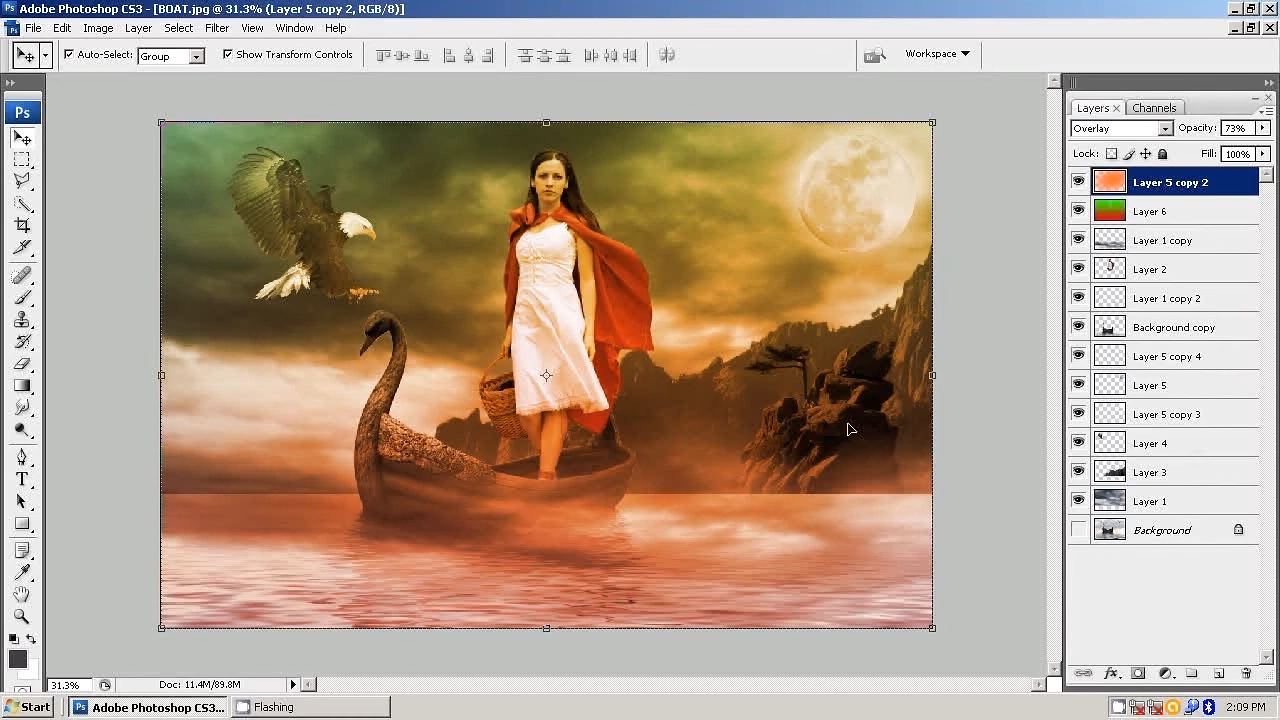 Adobe Photoshop CS3 - [BOAT.jpg @ 31.3% (Layer 5 copy 2, RGB/8)]
File Edit Image Layer Select Filter View Window Help
Auto-Select: Group Show Transform Controls Br Workspace
Ps
Layers × Channels
Overlay Opacity: 73%
Lock: Fill: 100%
Layer 5 copy 2
Layer 6
Layer 1 copy
Layer 2
Layer 1 copy 2
Background copy
Layer 5 copy 4
Layer 5
Layer 5 copy 3
Layer 4
Layer 3
Layer 1
Background
31.3% Doc: 11.4M/89.8M
Start Ps Adobe Photoshop CS3... Flashing 2:09 PM